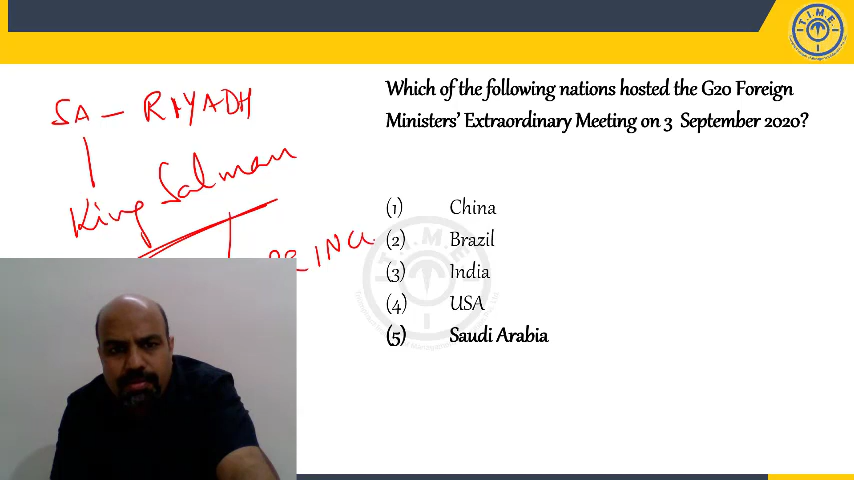 T.I.M.E.
Which of the following nations hosted the G20 Foreign
Ministers' Extraordinary Meeting on 3 September 2020?
SA – RIYADH
King Salman
(1) China
(2) Brazil
(3) India
(4) USA
(5) Saudi Arabia
T.I.M.E.